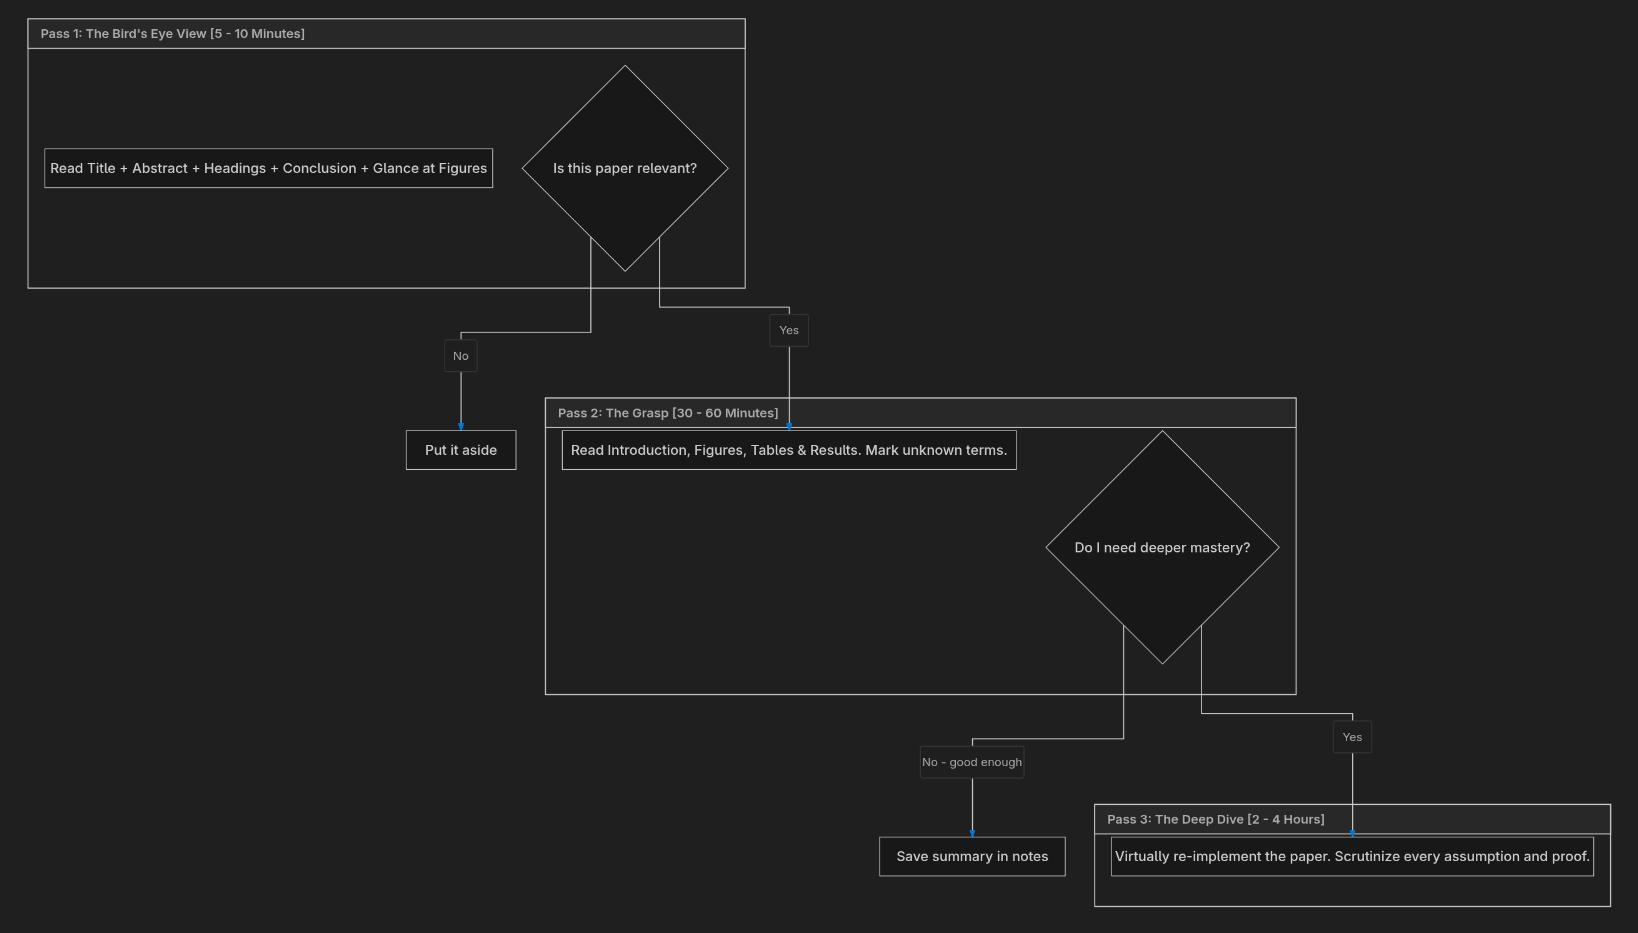 Pass 1: The Bird's Eye View [5 - 10 Minutes]
Read Title + Abstract + Headings + Conclusion + Glance at Figures
Is this paper relevant?
No
Yes
Put it aside
Pass 2: The Grasp [30 - 60 Minutes]
Read Introduction, Figures, Tables & Results. Mark unknown terms.
Do I need deeper mastery?
No - good enough
Yes
Save summary in notes
Pass 3: The Deep Dive [2 - 4 Hours]
Virtually re-implement the paper. Scrutinize every assumption and proof.